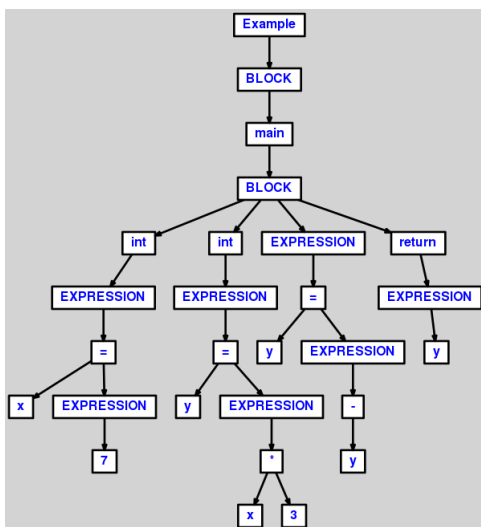 Example
BLOCK
main
BLOCK
int int EXPRESSION return
EXPRESSION EXPRESSION = EXPRESSION
= = y EXPRESSION y
x EXPRESSION y EXPRESSION -
7 * y
x 3